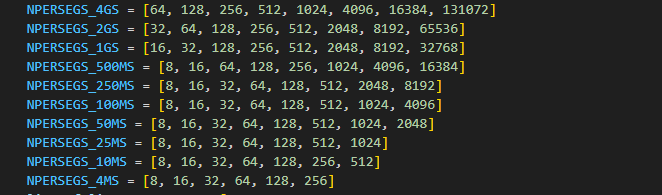 NPERSEGS_4GS = [64, 128, 256, 512, 1024, 4096, 16384, 131072]
NPERSEGS_2GS = [32, 64, 128, 256, 512, 2048, 8192, 65536]
NPERSEGS_1GS = [16, 32, 128, 256, 512, 2048, 8192, 32768]
NPERSEGS_500MS = [8, 16, 64, 128, 256, 1024, 4096, 16384]
NPERSEGS_250MS = [8, 16, 32, 64, 128, 512, 2048, 8192]
NPERSEGS_100MS = [8, 16, 32, 64, 128, 512, 1024, 4096]
NPERSEGS_50MS = [8, 16, 32, 64, 128, 512, 1024, 2048]
NPERSEGS_25MS = [8, 16, 32, 64, 128, 512, 1024]
NPERSEGS_10MS = [8, 16, 32, 64, 128, 256, 512]
NPERSEGS_4MS = [8, 16, 32, 64, 128, 256]